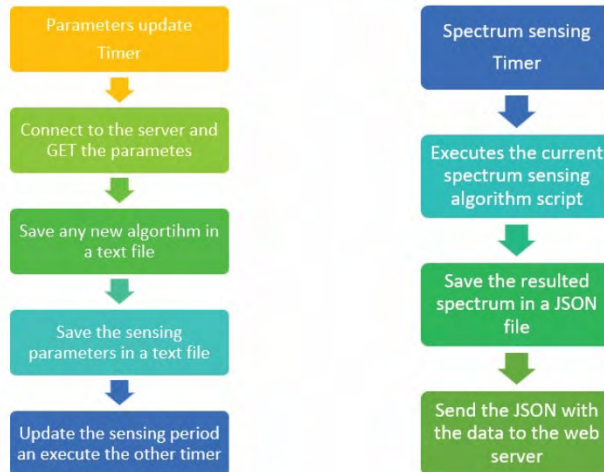 Parameters update
Timer
Connect to the server and
GET the parametes
Save any new algortihm in
a text file
Save the sensing
parameters in a text file
Update the sensing period
an execute the other timer
Spectrum sensing
Timer
Executes the current
spectrum sensing
algorithm script
Save the resulted
spectrum in a JSON
file
Send the JSON with
the data to the web
server